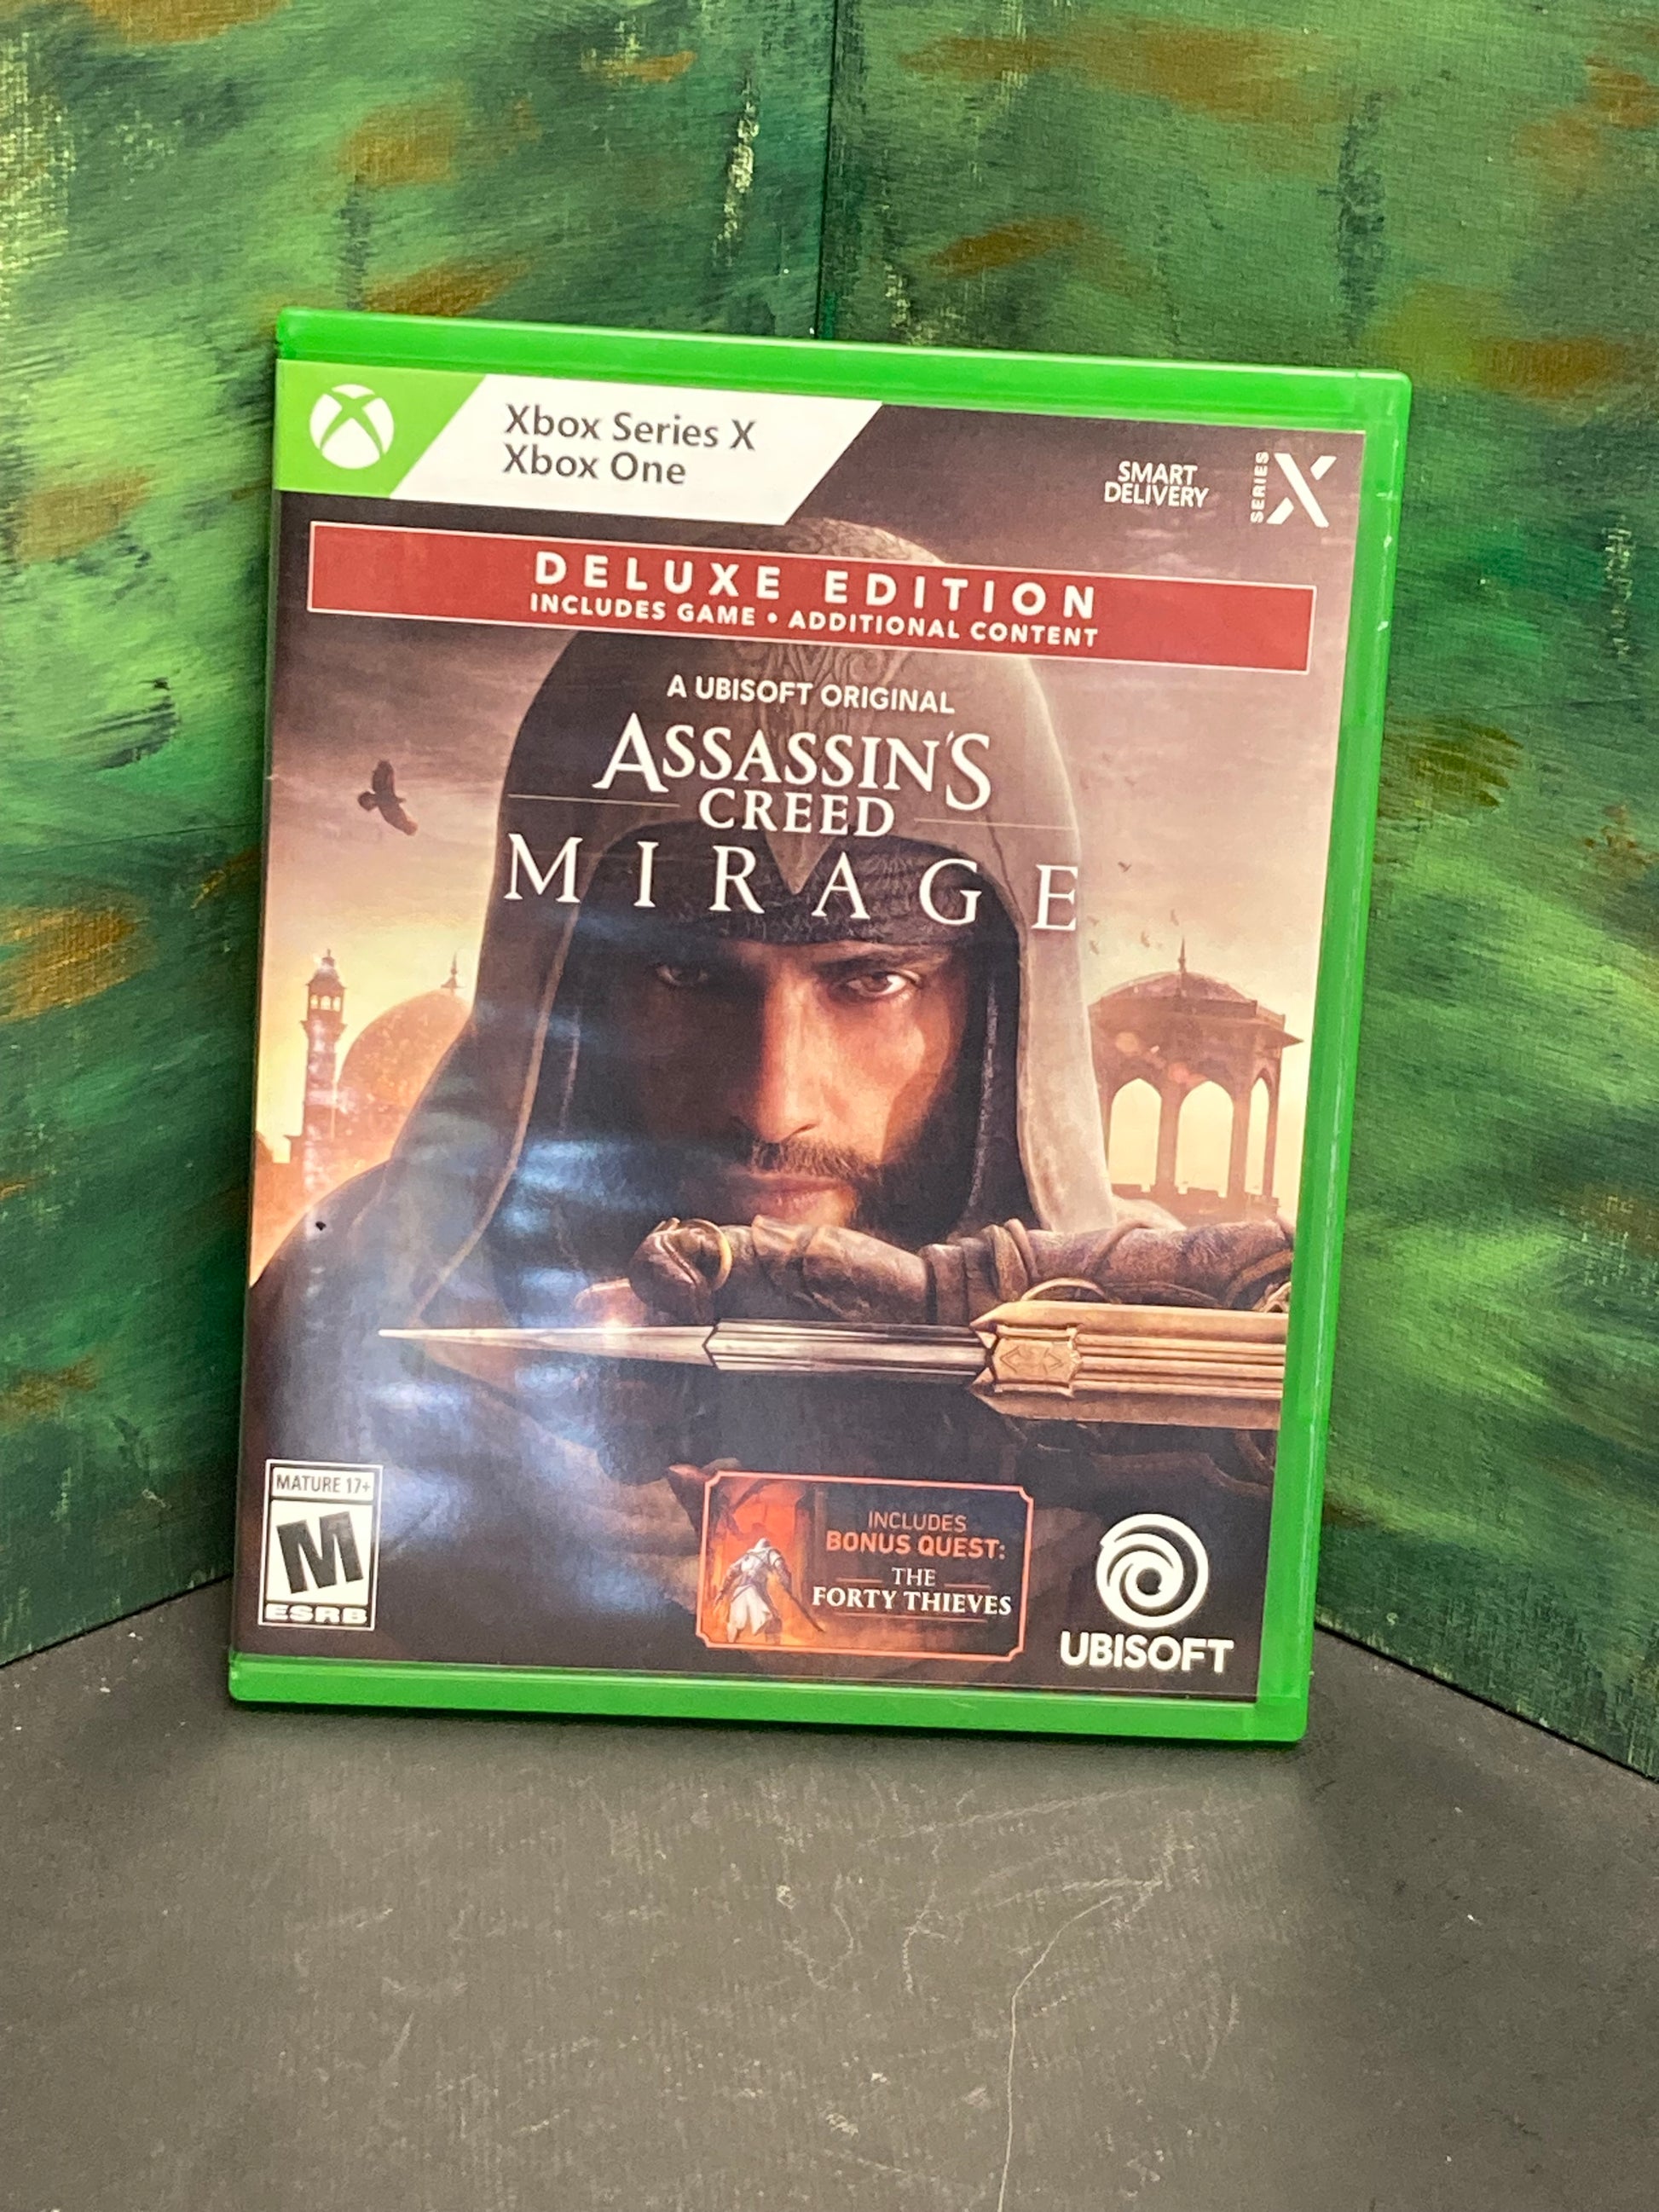 Xbox Series X
Xbox One
SMART
DELIVERY
SERIES X
DELUXE EDITION
INCLUDES GAME • ADDITIONAL CONTENT
A UBISOFT ORIGINAL
ASSASSIN'S
CREED
MIRAGE
MATURE 17+
M
ESRB
INCLUDES
BONUS QUEST:
THE
FORTY THIEVES
UBISOFT